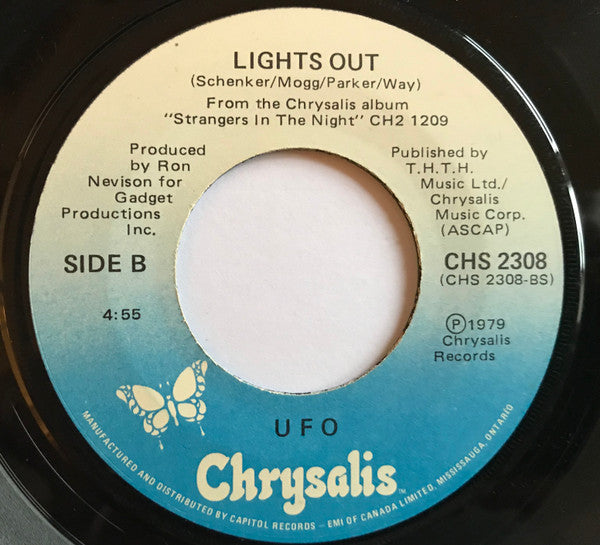 LIGHTS OUT
(Schenker/Mogg/Parker/Way)
From the Chrysalis album
"Strangers In The Night" CH2 1209
Produced
by Ron
Nevison for
Gadget
Productions
Inc.
Published by
T.H.T.H.
Music Ltd./
Chrysalis
Music Corp.
(ASCAP)
SIDE B
CHS 2308
(CHS 2308-BS)
4:55
Ⓟ1979
Chrysalis
Records
UFO
Chrysalis™
MANUFACTURED AND DISTRIBUTED BY CAPITOL RECORDS – EMI OF CANADA LIMITED, MISSISSAUGA, ONTARIO